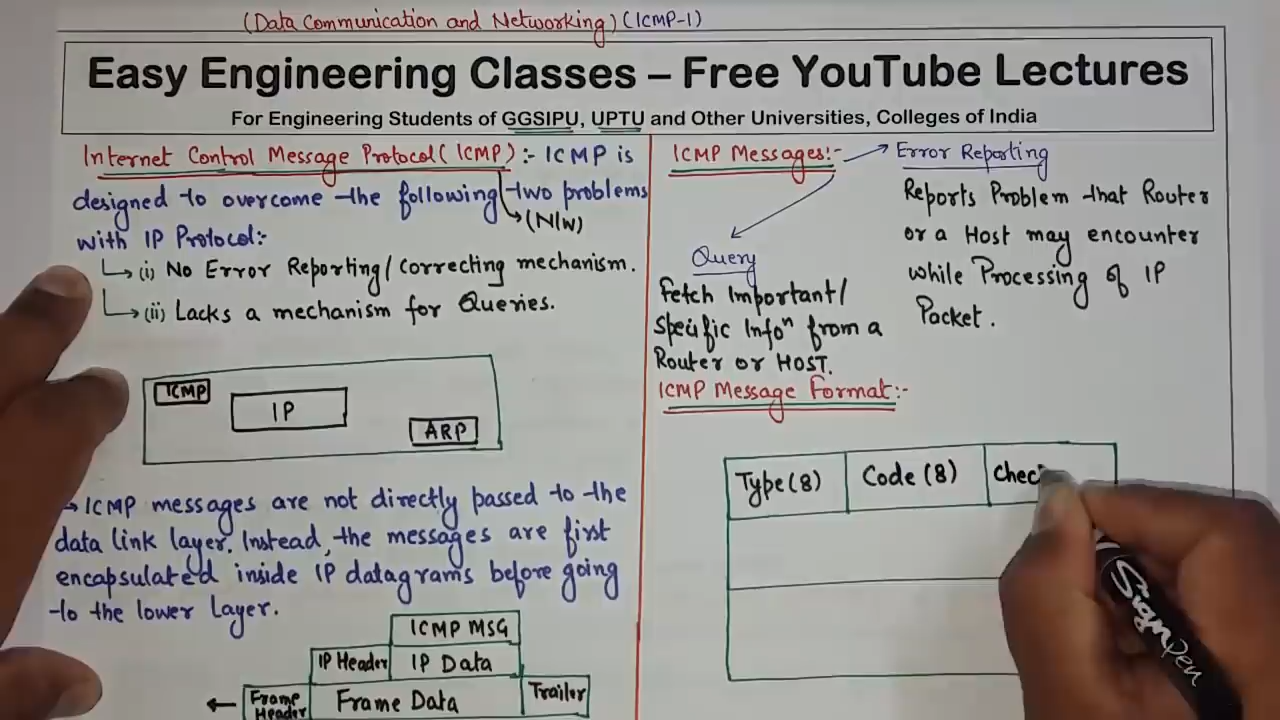 (Data Communication and Networking) (ICMP-1)
Easy Engineering Classes – Free YouTube Lectures
For Engineering Students of GGSIPU, UPTU and Other Universities, Colleges of India
Internet Control Message Protocol (ICMP) :- ICMP is
designed to overcome the following two problems
(N/W)
with IP Protocol:-
(i) No Error Reporting/Correcting mechanism.
(ii) Lacks a mechanism for Queries.
ICMP
IP
ARP
→ ICMP messages are not directly passed to the
data link layer. Instead, the messages are first
encapsulated inside IP datagrams before going
to the lower Layer.
ICMP MSG
IP Header IP Data
Frame Header Frame Data Trailer
ICMP Messages:-
Error Reporting
Reports Problem that Router
or a Host may encounter
while Processing of IP
Packet.
Query
Fetch Important/
Specific Infoⁿ from a
Router or HOST.
ICMP Message Format:-
Type (8) Code (8) Chec
Sign Pen